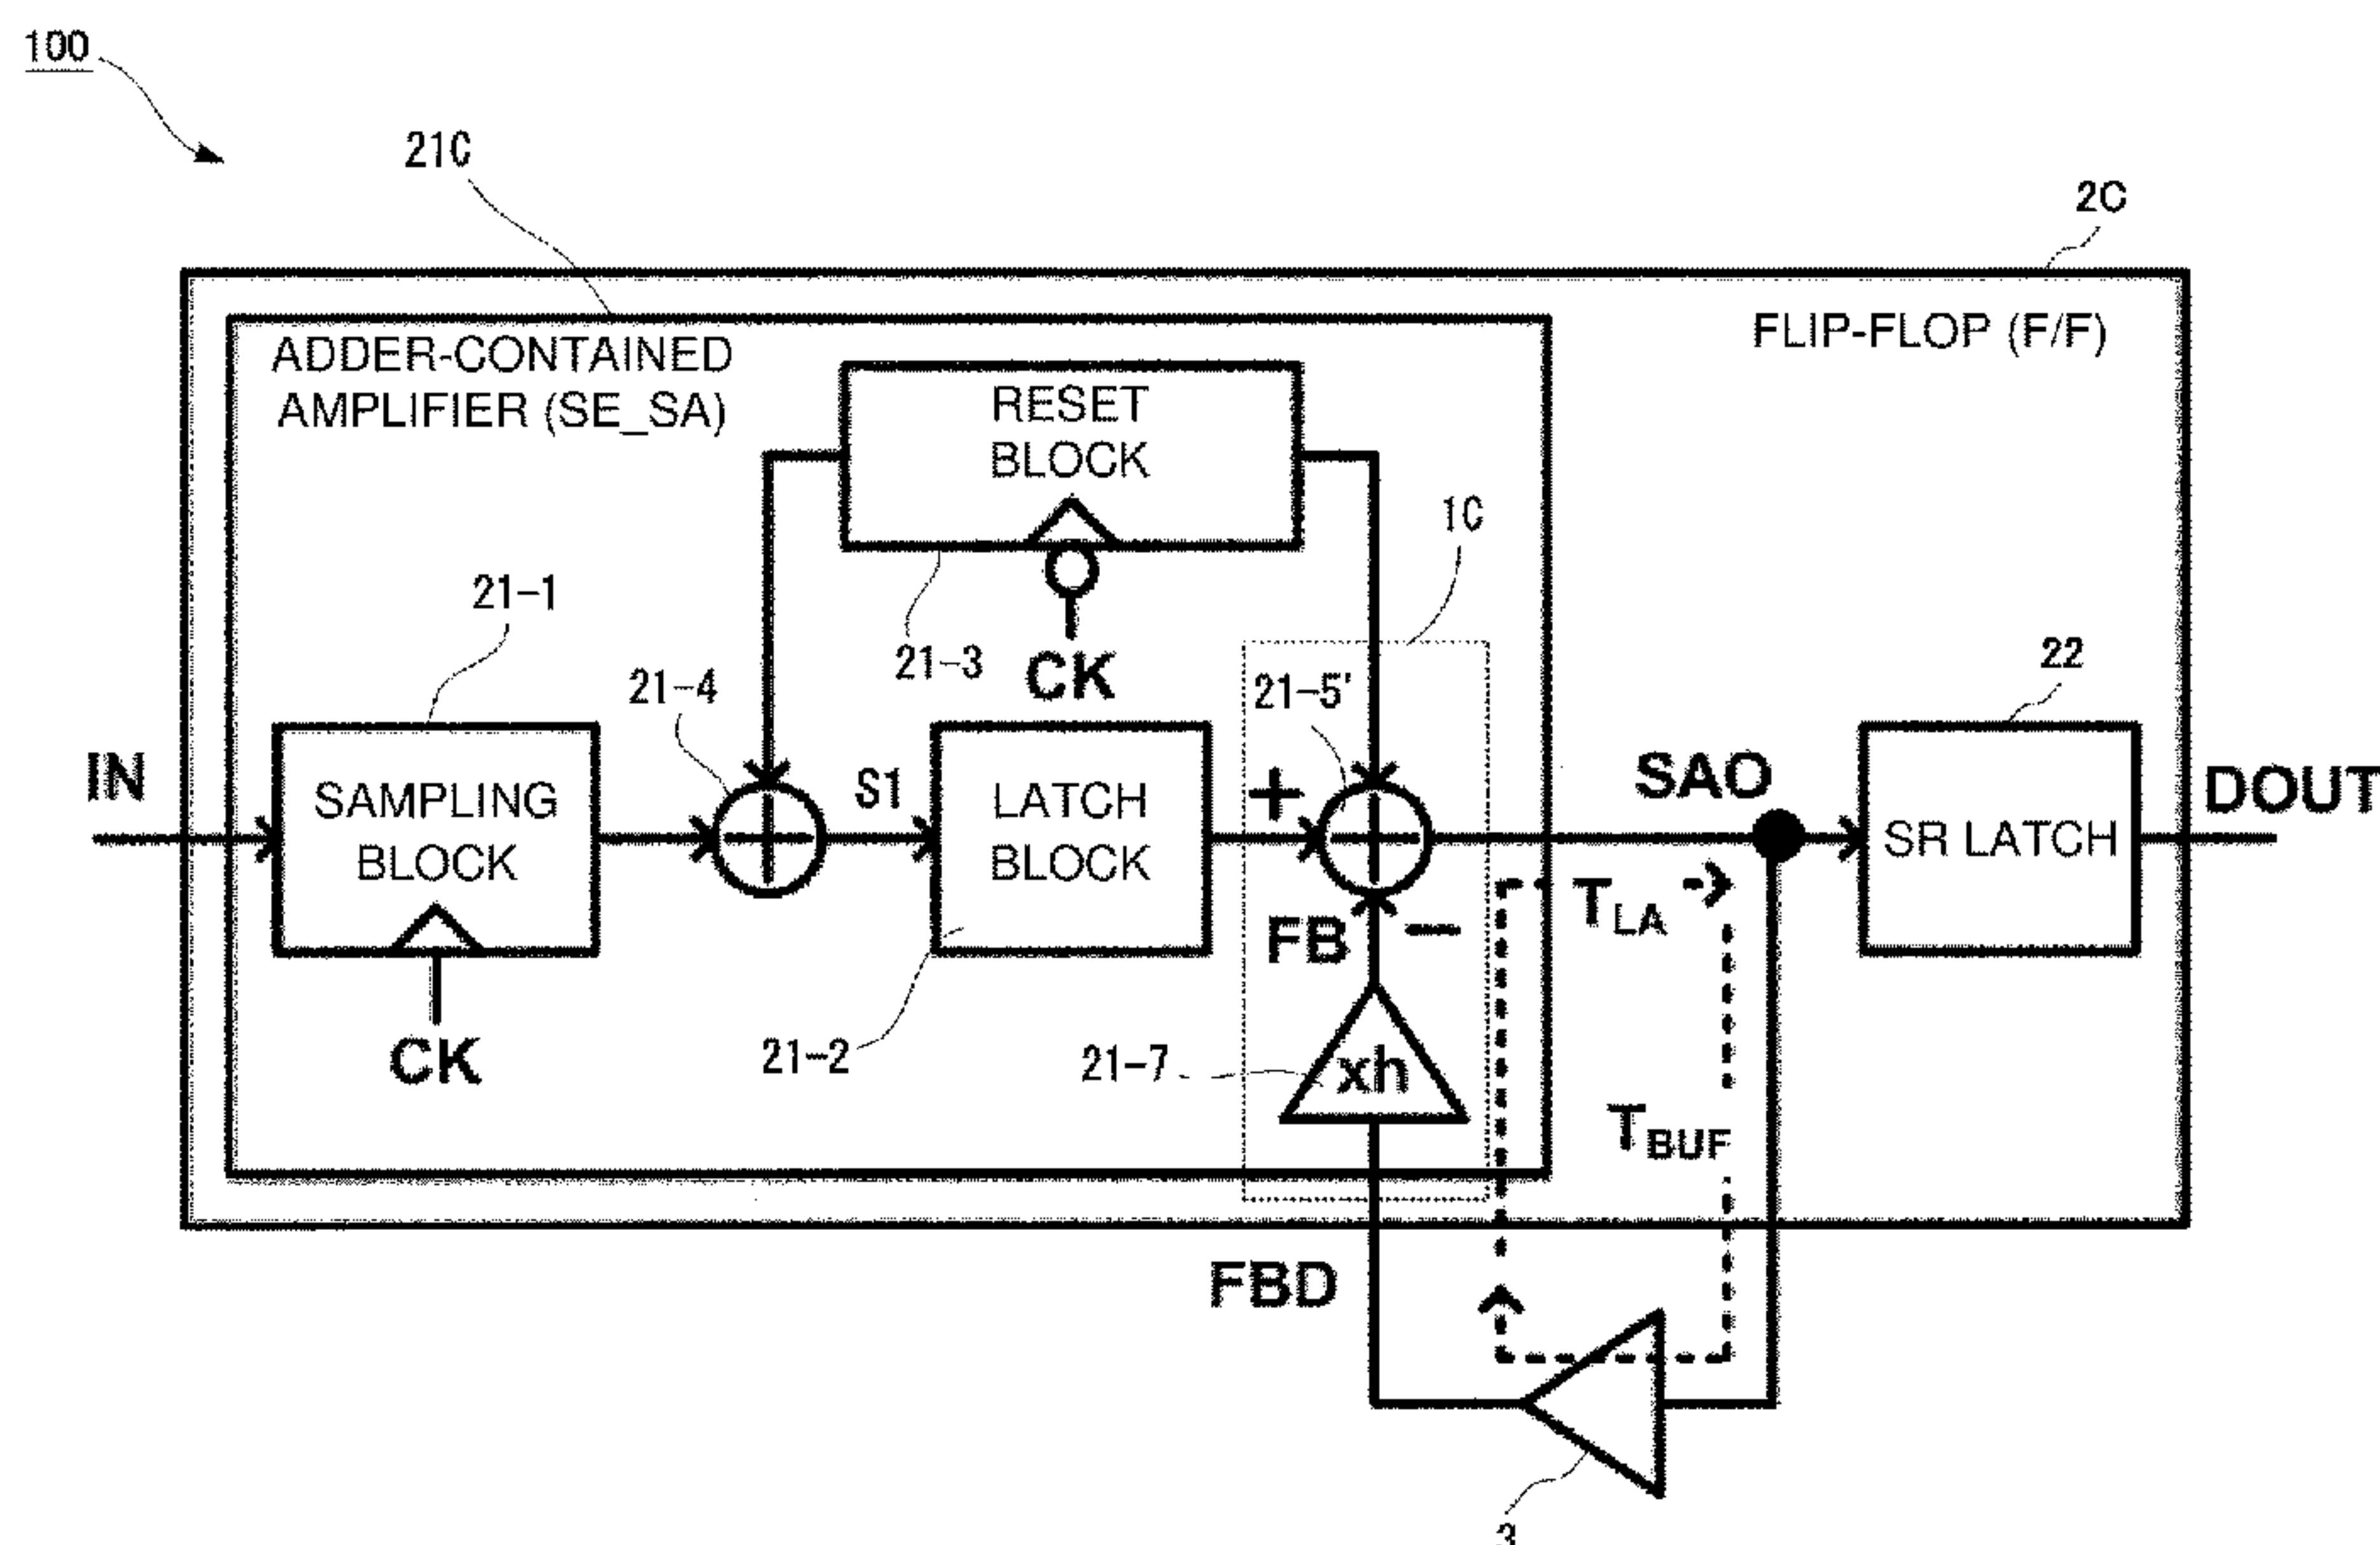 100
21C
2C
ADDER-CONTAINED
AMPLIFIER (SE_SA)
FLIP-FLOP (F/F)
RESET
BLOCK
1C
21-1
21-3
CK
21-4
21-5'
22
IN
SAMPLING
BLOCK
S1
LATCH
BLOCK
+
SAO
SR LATCH
DOUT
FB
−
TLA
CK
21-2
21-7
xh
TBUF
FBD
3